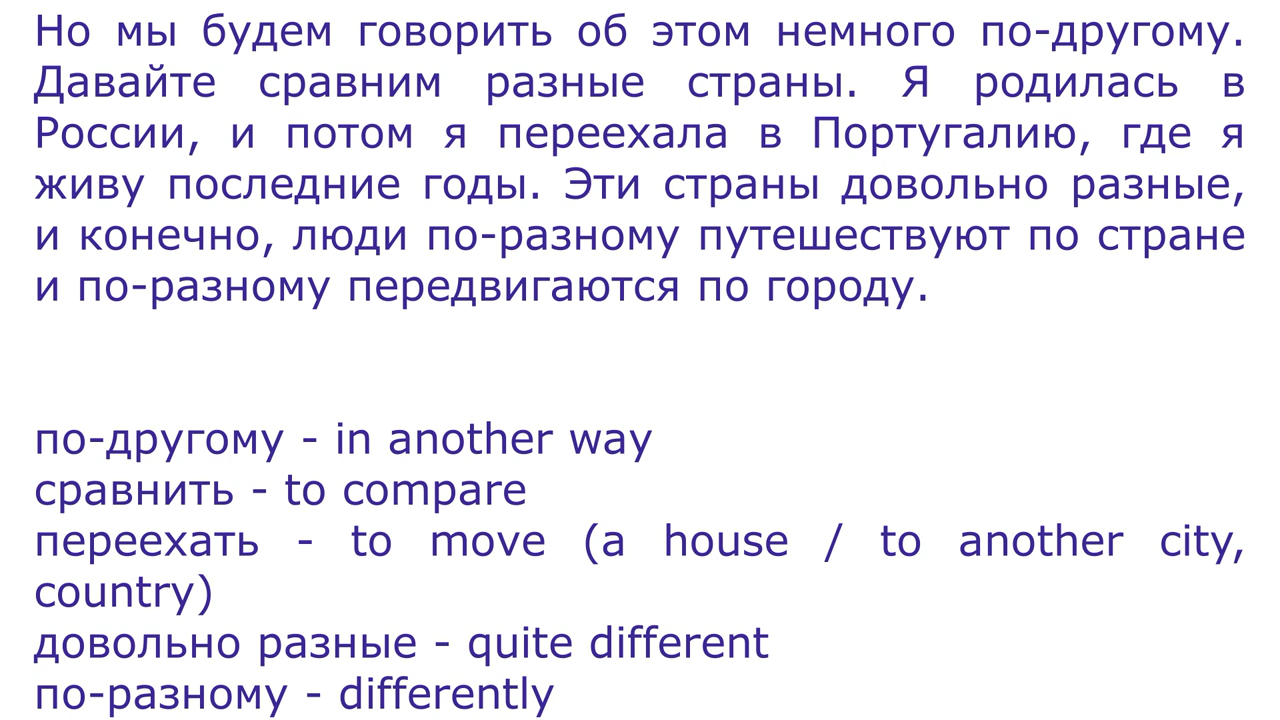 Но мы будем говорить об этом немного по-другому.
Давайте сравним разные страны. Я родилась в
России, и потом я переехала в Португалию, где я
живу последние годы. Эти страны довольно разные,
и конечно, люди по-разному путешествуют по стране
и по-разному передвигаются по городу.
по-другому - in another way
сравнить - to compare
переехать - to move (a house / to another city,
country)
довольно разные - quite different
по-разному - differently